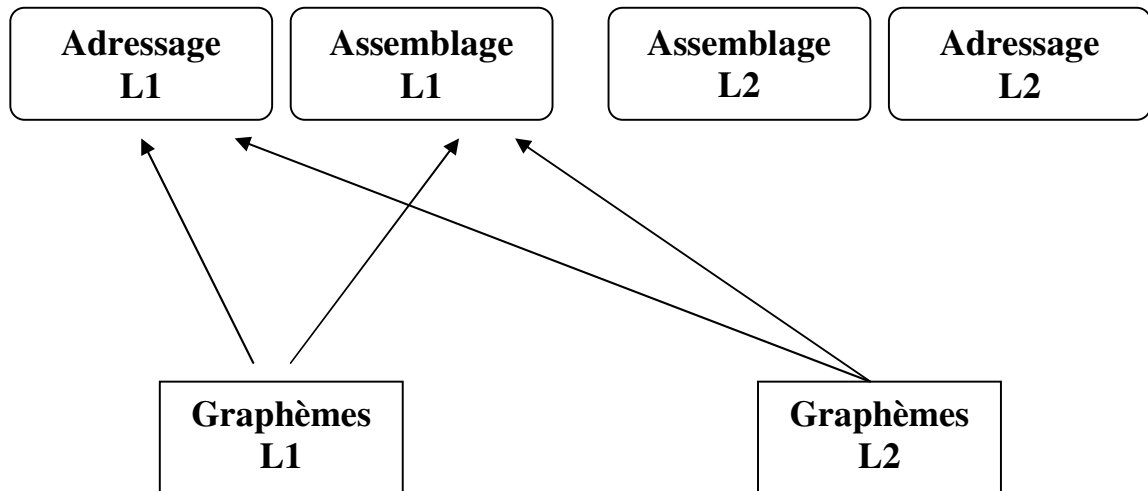 Adressage
L1
Assemblage
L1
Assemblage
L2
Adressage
L2
Graphèmes
L1
Graphèmes
L2